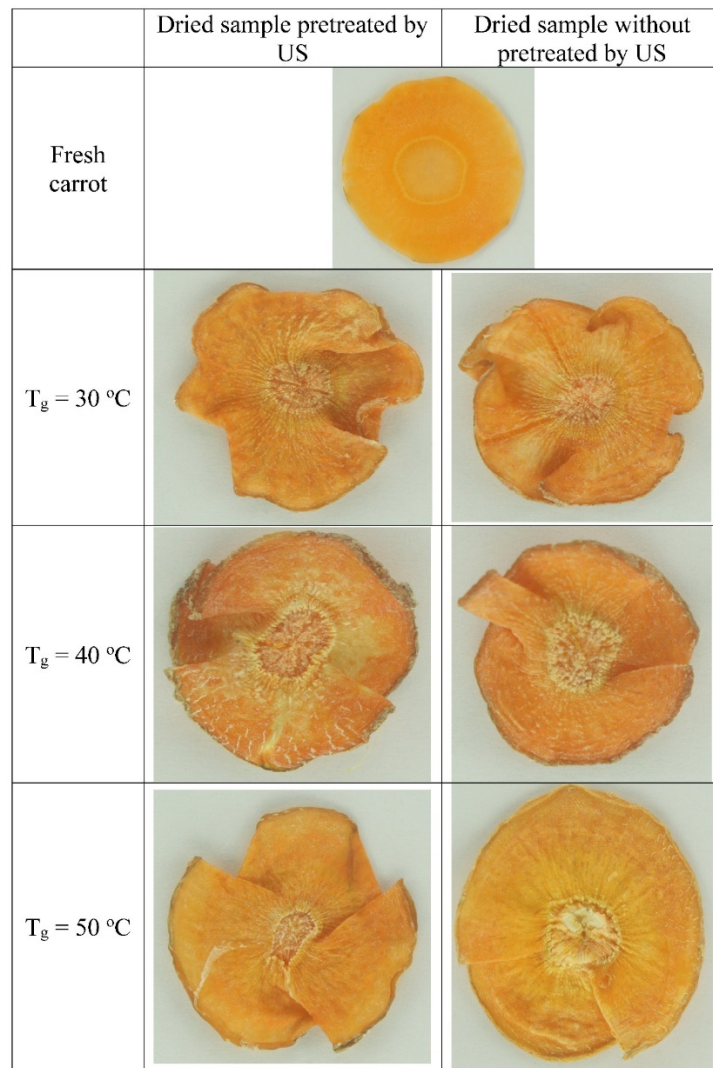 Dried sample pretreated by
US
Dried sample without
pretreated by US
Fresh
carrot
Tg = 30 ºC
Tg = 40 ºC
Tg = 50 ºC